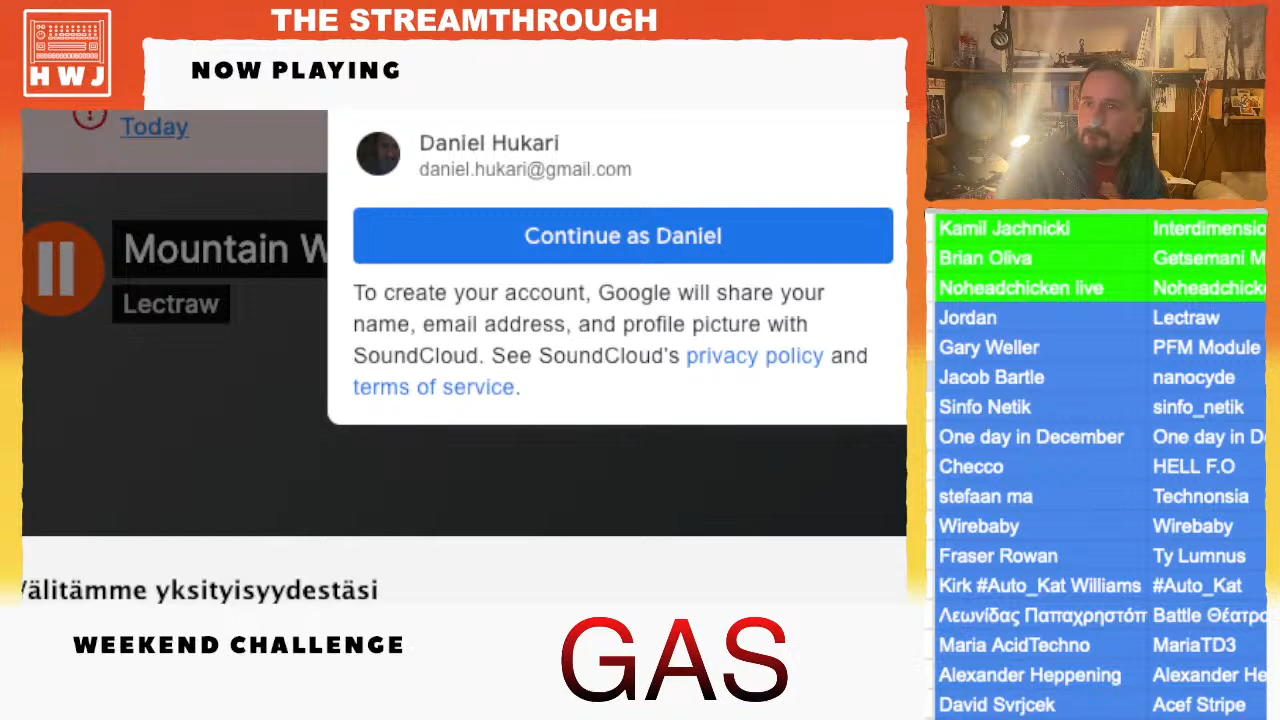 THE STREAMTHROUGH
HWJ
NOW PLAYING
Today
Daniel Hukari
daniel.hukari@gmail.com
Continue as Daniel
To create your account, Google will share your
name, email address, and profile picture with
SoundCloud. See SoundCloud's privacy policy and
terms of service.
Mountain W
Lectraw
välitämme yksityisyydestäsi
WEEKEND CHALLENGE
GAS
Kamil Jachnicki Interdimensio
Brian Oliva Getsemani M
Noheadchicken live Noheadchick
Jordan Lectraw
Gary Weller PFM Module
Jacob Bartle nanocyde
Sinfo Netik sinfo_netik
One day in December One day in D
Checco HELL F.O
stefaan ma Technonsia
Wirebaby Wirebaby
Fraser Rowan Ty Lumnus
Kirk #Auto_Kat Williams #Auto_Kat
Λεωνίδας Παπαχρηστόπ Battle Θέατρο
Maria AcidTechno MariaTD3
Alexander Heppening Alexander He
David Svrjcek Acef Stripe